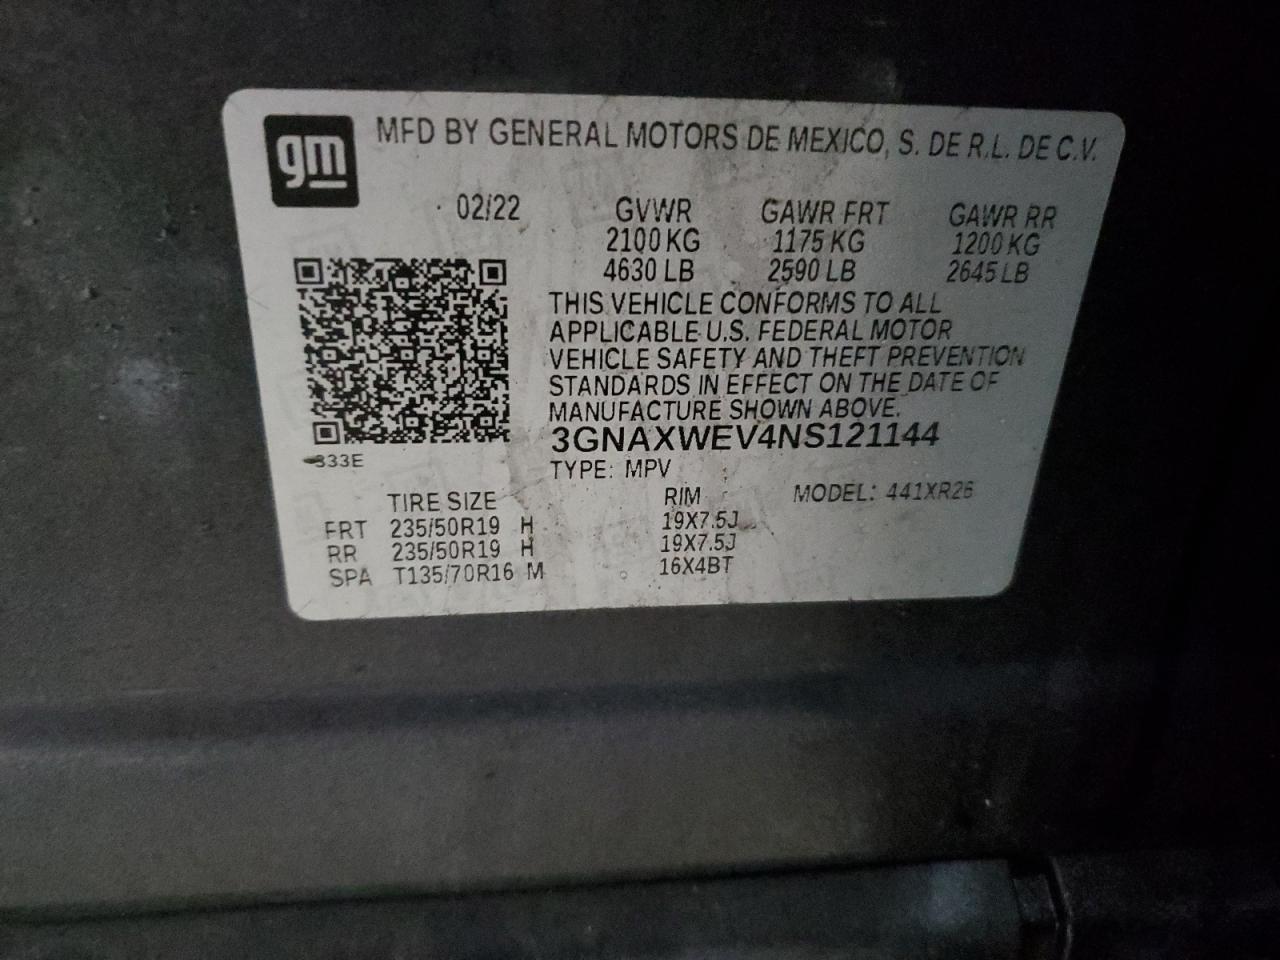 gm
MFD BY GENERAL MOTORS DE MEXICO, S. DE R.L. DE C.V.
02/22 GVWR GAWR FRT GAWR RR
2100 KG 1175 KG 1200 KG
4630 LB 2590 LB 2645 LB
THIS VEHICLE CONFORMS TO ALL
APPLICABLE U.S. FEDERAL MOTOR
VEHICLE SAFETY AND THEFT PREVENTION
STANDARDS IN EFFECT ON THE DATE OF
MANUFACTURE SHOWN ABOVE.
3GNAXWEV4NS121144
333E
TYPE: MPV
TIRE SIZE RIM MODEL: 441XR26
FRT 235/50R19 H 19X7.5J
RR 235/50R19 H 19X7.5J
SPA T135/70R16 M 16X4BT